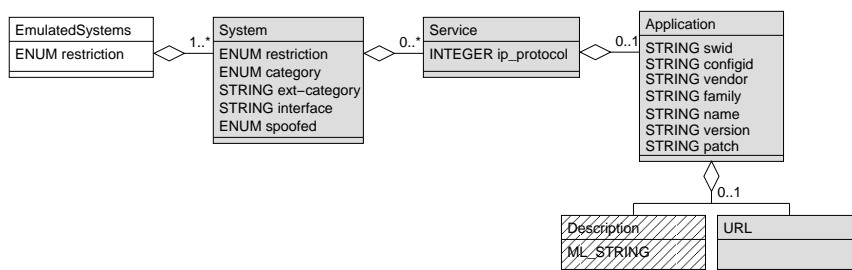 EmulatedSystems
ENUM restriction
1..*
System
ENUM restriction
ENUM category
STRING ext-category
STRING interface
ENUM spoofed
0..*
Service
INTEGER ip_protocol
0..1
Application
STRING swid
STRING configid
STRING vendor
STRING family
STRING name
STRING version
STRING patch
0..1
Description
ML_STRING
URL